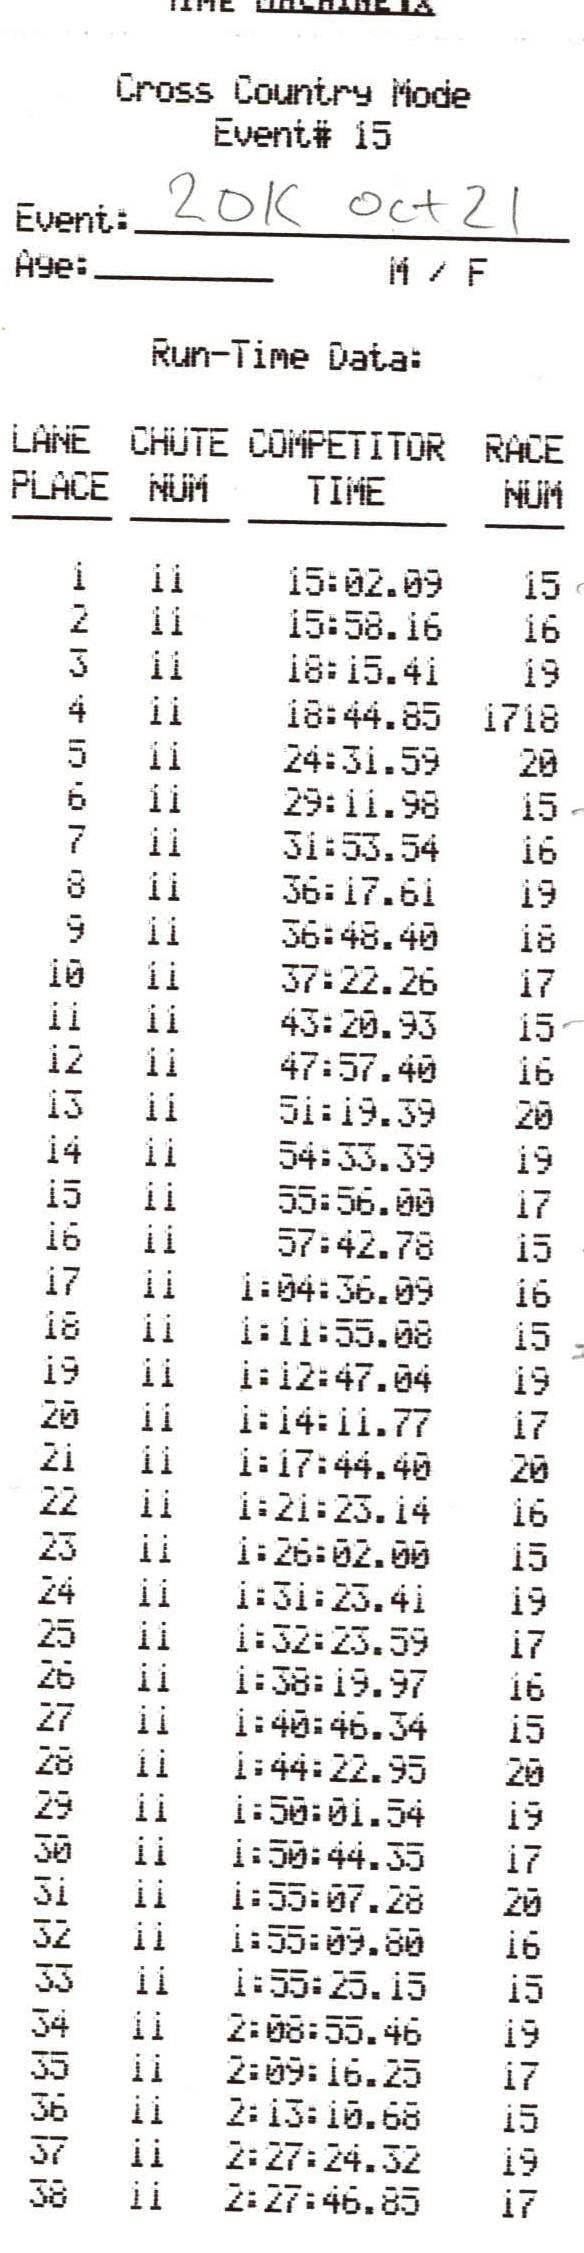 TIME MACHINE IX
Cross Country Mode
Event# 15
Event: 20K Oct 21
Age: M / F
Run-Time Data:
LANE CHUTE COMPETITOR RACE
PLACE NUM TIME NUM
1 11 15:02.09 15
2 11 15:58.16 16
3 11 18:15.41 19
4 11 18:44.85 1718
5 11 24:31.59 20
6 11 29:11.98 15
7 11 31:53.54 16
8 11 36:17.61 19
9 11 36:48.40 18
10 11 37:22.26 17
11 11 43:20.93 15
12 11 47:57.40 16
13 11 51:19.39 20
14 11 54:33.39 19
15 11 55:56.00 17
16 11 57:42.78 15
17 11 1:04:36.09 16
18 11 1:11:55.08 15
19 11 1:12:47.04 19
20 11 1:14:11.77 17
21 11 1:17:44.40 20
22 11 1:21:23.14 16
23 11 1:26:02.00 15
24 11 1:31:23.41 19
25 11 1:32:23.59 17
26 11 1:38:19.97 16
27 11 1:40:46.34 15
28 11 1:44:22.95 20
29 11 1:50:01.54 19
30 11 1:50:44.35 17
31 11 1:55:07.28 20
32 11 1:55:09.80 16
33 11 1:55:25.15 15
34 11 2:08:55.46 19
35 11 2:09:16.25 17
36 11 2:13:10.68 15
37 11 2:27:24.32 19
38 11 2:27:46.85 17